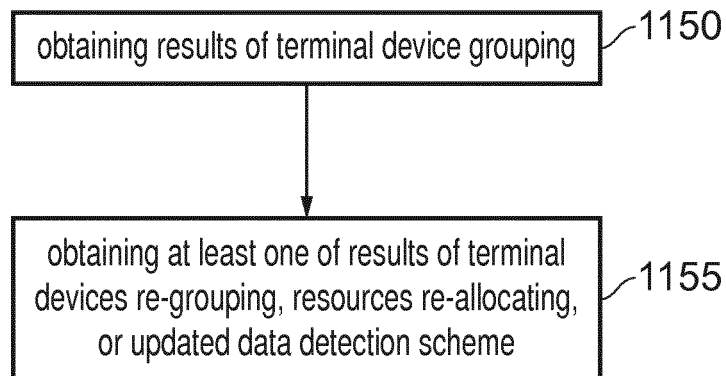 obtaining results of terminal device grouping
1150
obtaining at least one of results of terminal
devices re-grouping, resources re-allocating,
or updated data detection scheme
1155